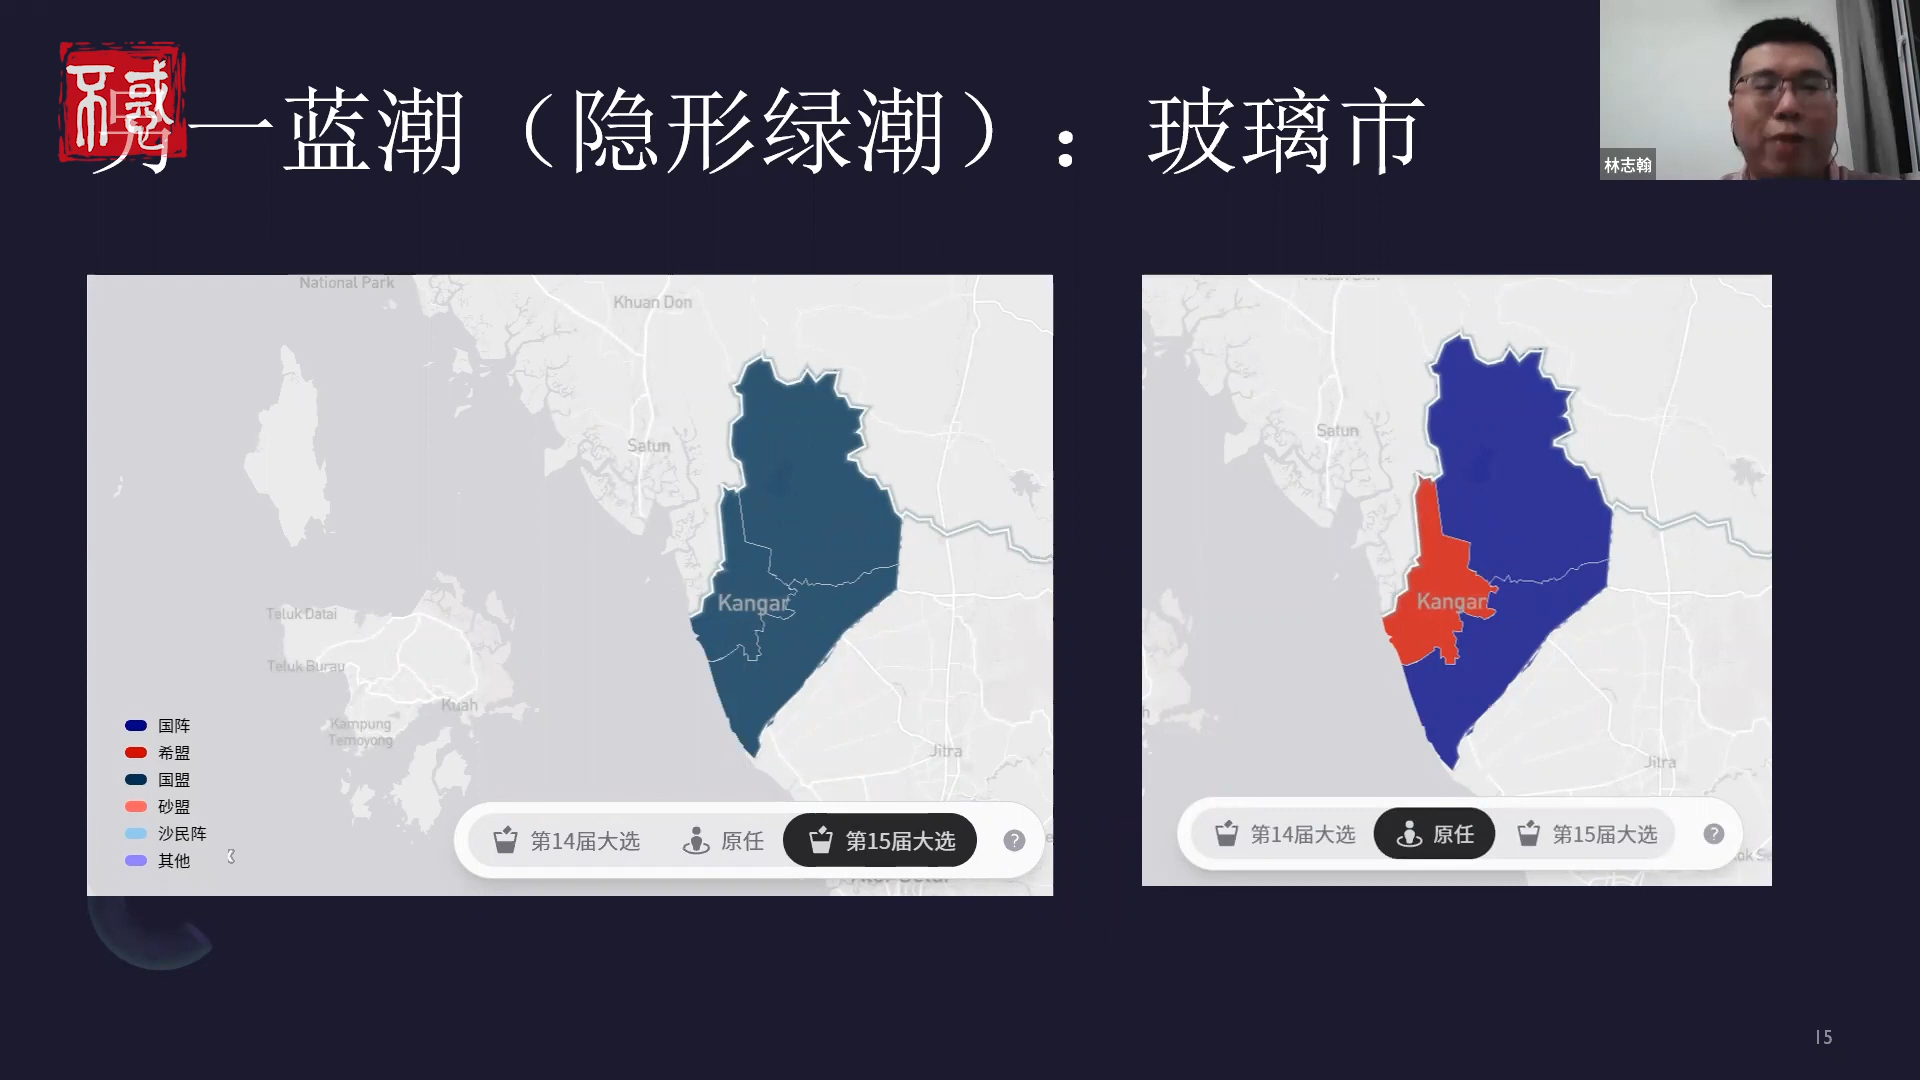 不惑
另一蓝潮（隐形绿潮）： 玻璃市
林志翰
National Park
Khuan Don
Satun
Kangar
Teluk Datai
Teluk Burau
Kuah
Kampung
Temoyong
Jitra
国阵
希盟
国盟
砂盟
沙民阵
其他
第14届大选 原任 第15届大选 ?
Satun
Kangar
Jitra
第14届大选 原任 第15届大选 ?
15